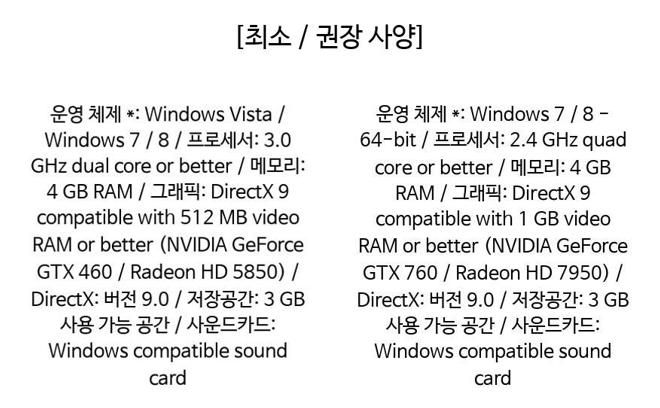 [최소 / 권장 사양]
운영 체제 *: Windows Vista /
Windows 7 / 8 / 프로세서: 3.0
GHz dual core or better / 메모리:
4 GB RAM / 그래픽: DirectX 9
compatible with 512 MB video
RAM or better (NVIDIA GeForce
GTX 460 / Radeon HD 5850) /
DirectX: 버전 9.0 / 저장공간: 3 GB
사용 가능 공간 / 사운드카드:
Windows compatible sound
card
운영 체제 *: Windows 7 / 8 -
64-bit / 프로세서: 2.4 GHz quad
core or better / 메모리: 4 GB
RAM / 그래픽: DirectX 9
compatible with 1 GB video
RAM or better (NVIDIA GeForce
GTX 760 / Radeon HD 7950) /
DirectX: 버전 9.0 / 저장공간: 3 GB
사용 가능 공간 / 사운드카드:
Windows compatible sound
card